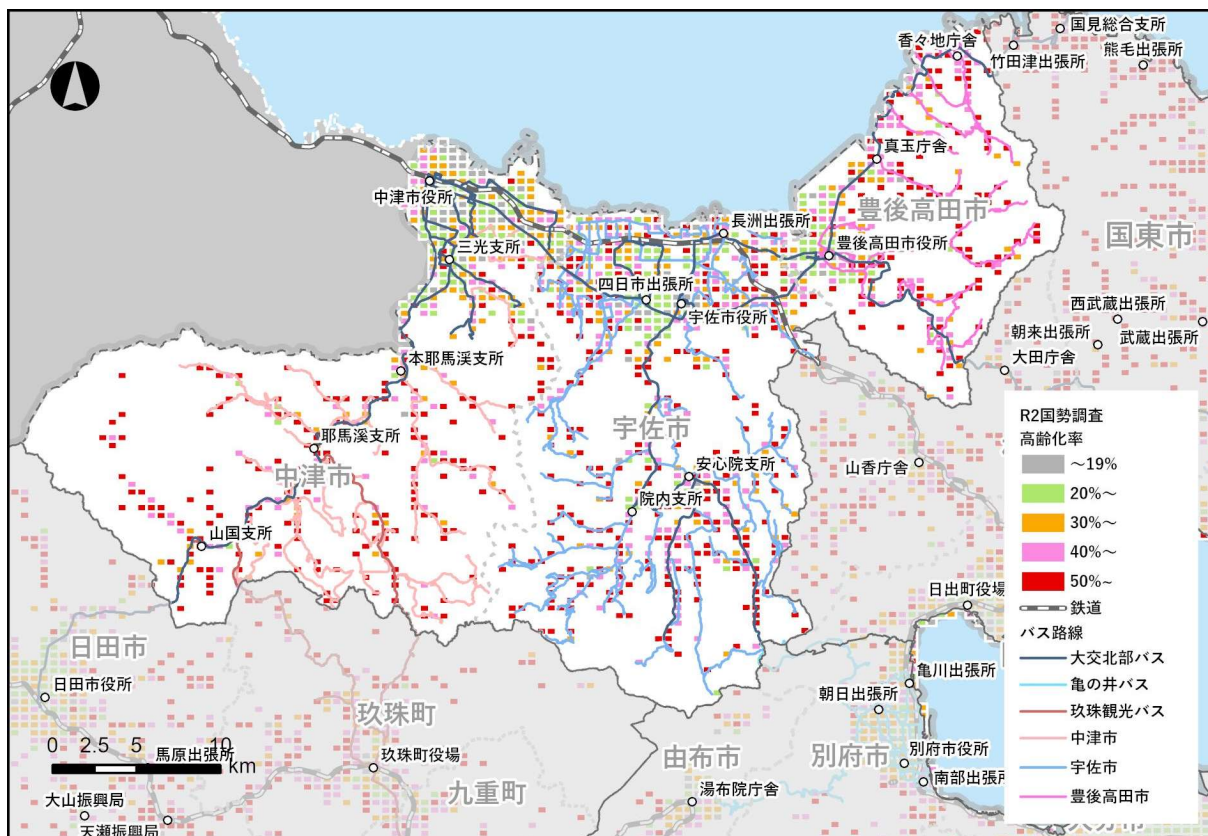 香々地庁舎
国見総合支所
竹田津出張所
熊毛出張所
真玉庁舎
中津市役所
長洲出張所
豊後高田市
豊後高田市役所
国東市
三光支所
四日市出張所
宇佐市役所
西武蔵出張所
朝来出張所
武蔵出張所
大田庁舎
本耶馬渓支所
耶馬渓支所
中津市
宇佐市
安心院支所
院内支所
山香庁舎
山国支所
R2国勢調査
高齢化率
~19%
20%~
30%~
40%~
50%~
鉄道
バス路線
大交北部バス
亀の井バス
玖珠観光バス
中津市
宇佐市
豊後高田市
日出町役場
日田市
日田市役所
亀川出張所
朝日出張所
玖珠町
玖珠町役場
由布市
別府市
別府市役所
南部出張所
湯布院庁舎
九重町
0 2.5 5 10
km
馬原出張所
大山振興局
天瀬振興局